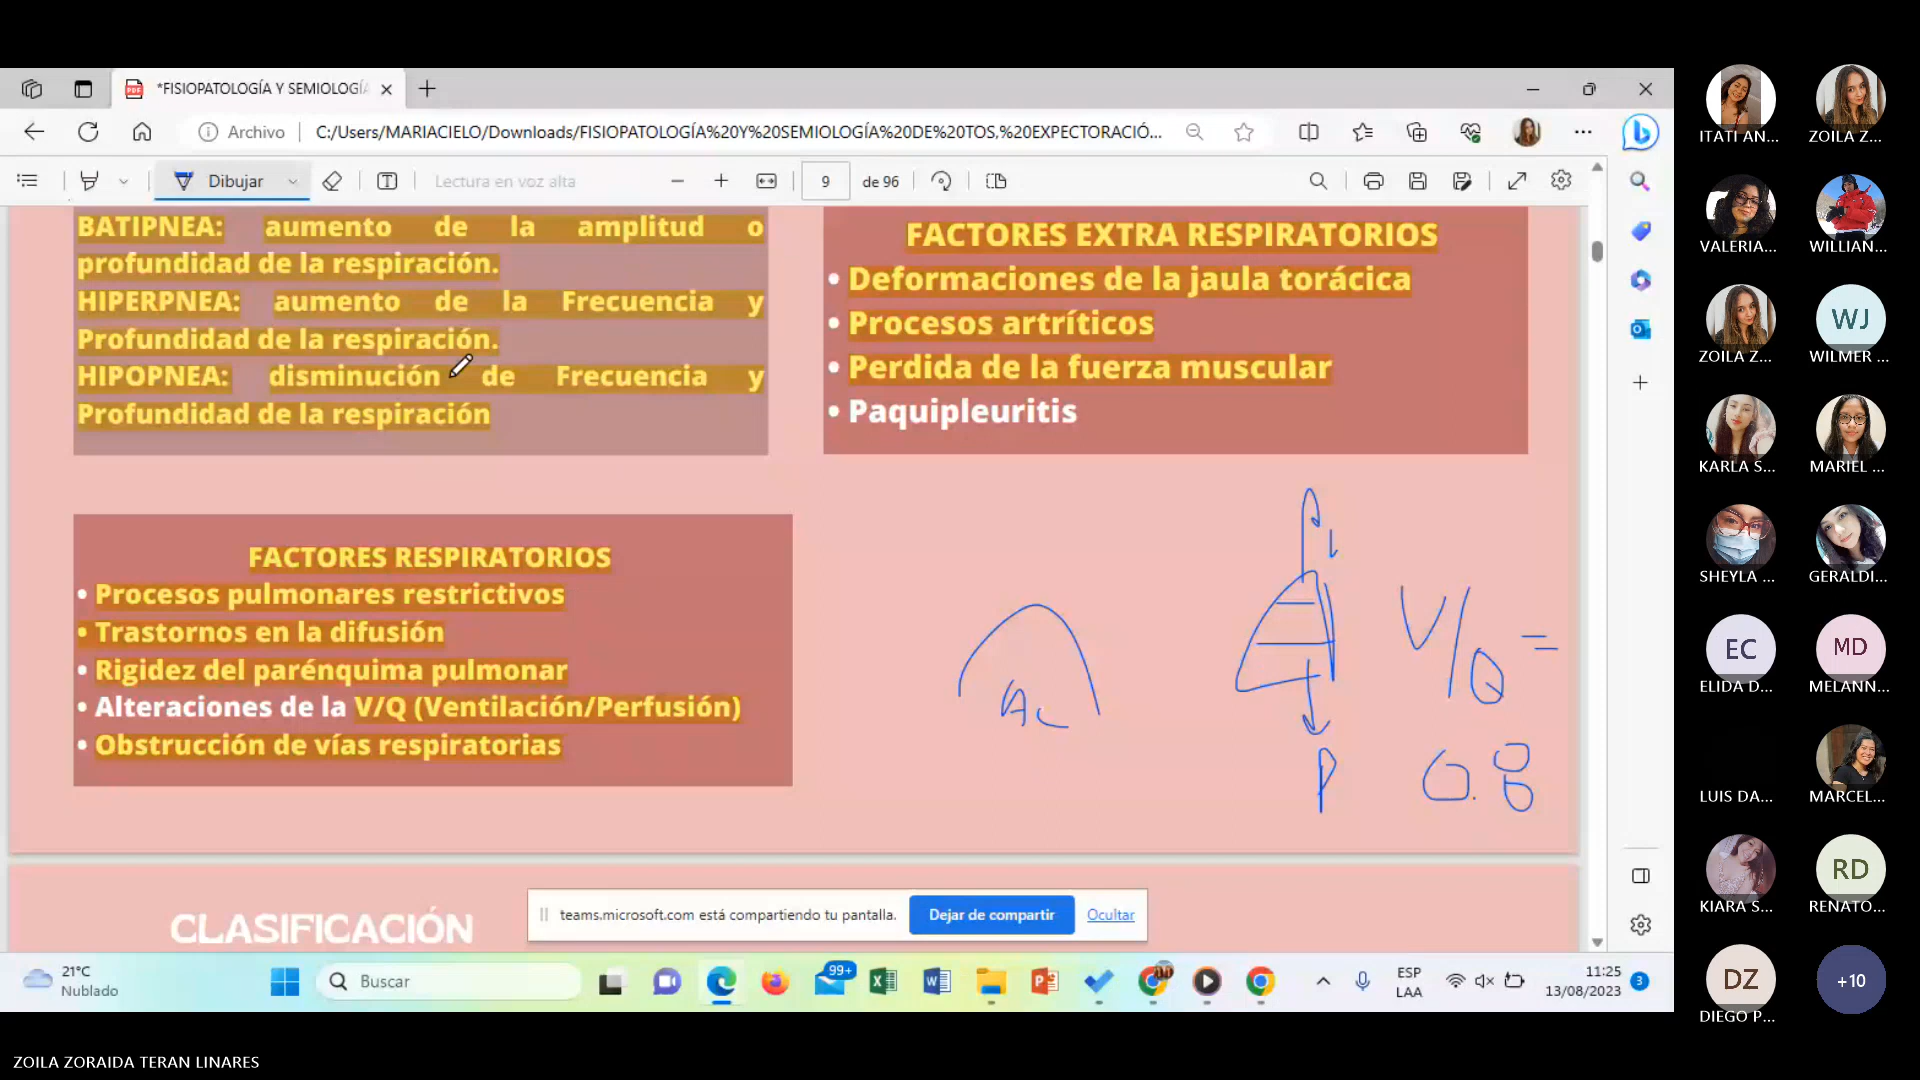 *FISIOPATOLOGÍA Y SEMIOLOGÍA
Archivo
C:/Users/MARIACIELO/Downloads/FISIOPATOLOGÍA%20Y%20SEMIOLOGÍA%20DE%20TOS,%20EXPECTORACIÓ...
Dibujar
Lectura en voz alta
9 de 96
BATIPNEA: aumento de la amplitud o
profundidad de la respiración.
HIPERPNEA: aumento de la Frecuencia y
Profundidad de la respiración.
HIPOPNEA: disminución de Frecuencia y
Profundidad de la respiración
FACTORES EXTRA RESPIRATORIOS
• Deformaciones de la jaula torácica
• Procesos artríticos
• Perdida de la fuerza muscular
• Paquipleuritis
FACTORES RESPIRATORIOS
• Procesos pulmonares restrictivos
• Trastornos en la difusión
• Rigidez del parénquima pulmonar
• Alteraciones de la V/Q (Ventilación/Perfusión)
• Obstrucción de vías respiratorias
V/Q =
P
0.8
CLASIFICACIÓN
teams.microsoft.com está compartiendo tu pantalla.
Dejar de compartir
Ocultar
21°C
Nublado
Buscar
99+
ESP
LAA
11:25
13/08/2023
3
ITATI AN...
ZOILA Z...
VALERIA...
WILLIAN...
ZOILA Z...
WJ
WILMER ...
KARLA S...
MARIEL ...
SHEYLA ...
GERALDI...
EC
ELIDA D...
MD
MELANN...
LUIS DA...
MARCEL...
KIARA S...
RD
RENATO...
DZ
DIEGO P...
+10
ZOILA ZORAIDA TERAN LINARES